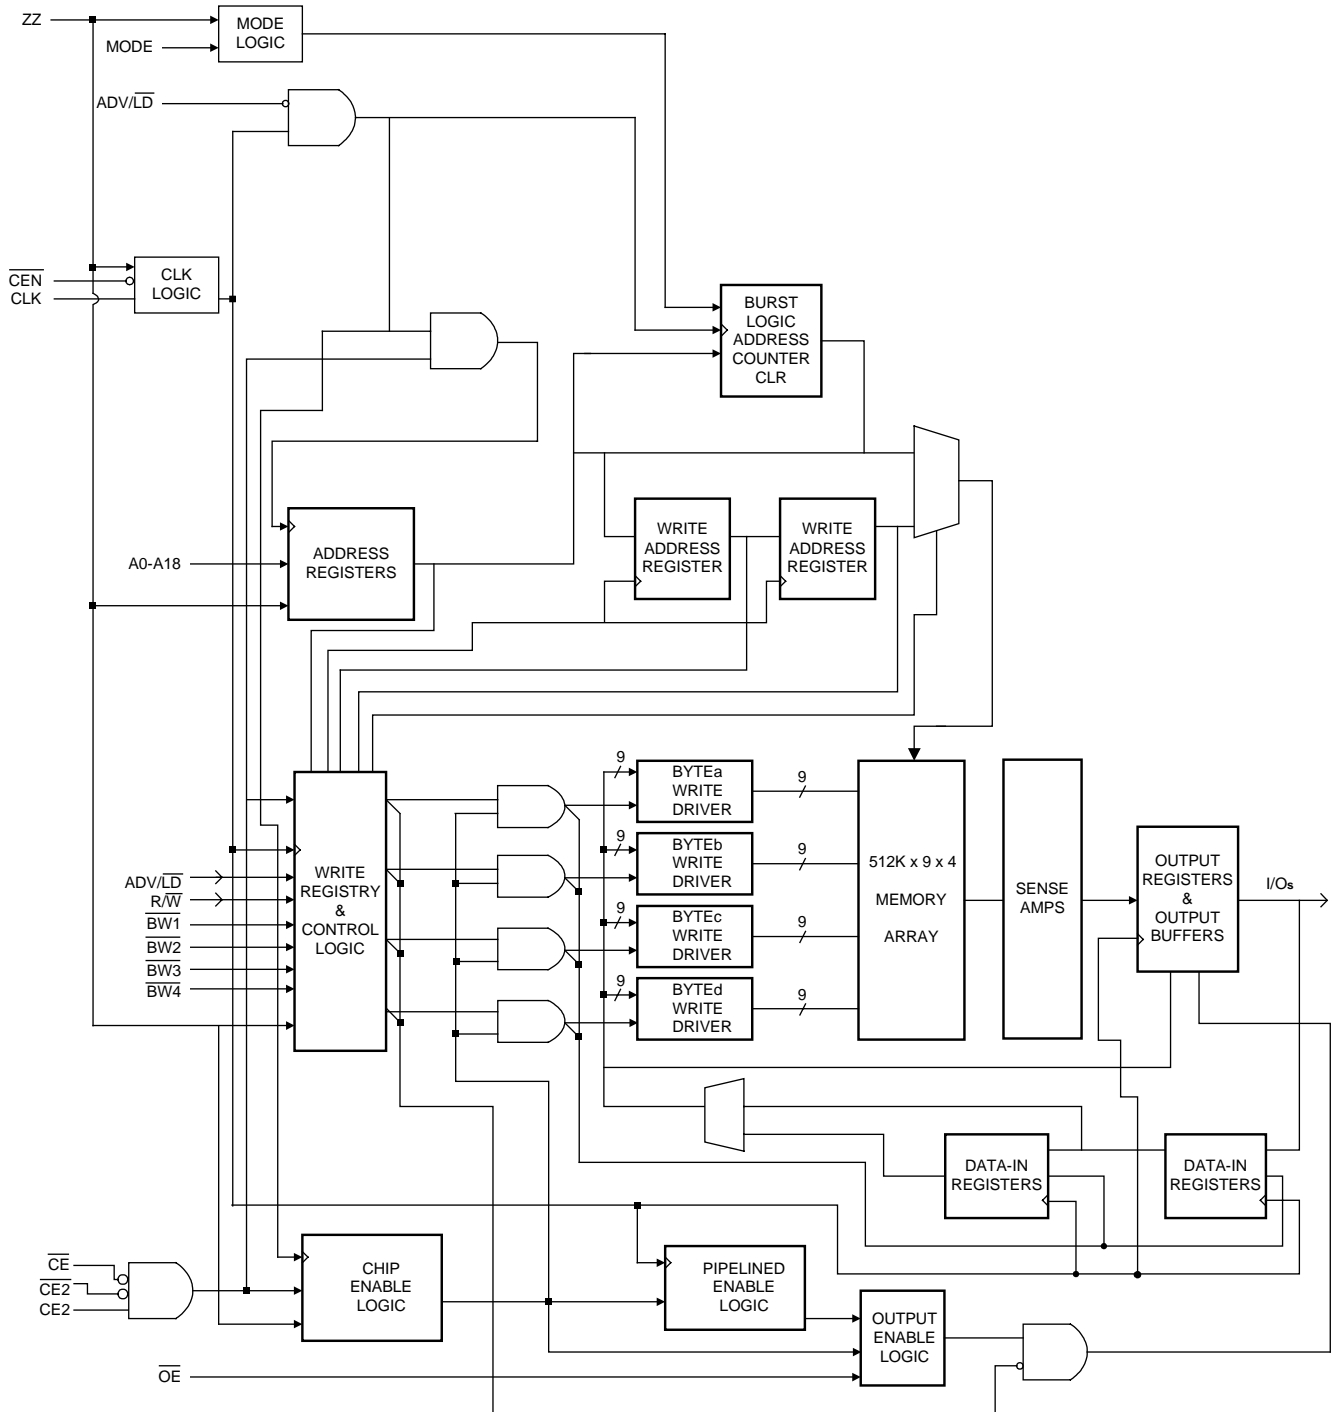 ZZ
MODE
LOGIC
MODE
ADV/LD
CLK
LOGIC
CEN
CLK
BURST
LOGIC
ADDRESS
COUNTER
CLR
A0-A18
ADDRESS
REGISTERS
WRITE
ADDRESS
REGISTER
WRITE
ADDRESS
REGISTER
ADV/LD
R/W
BW1
BW2
BW3
BW4
WRITE
REGISTRY
&
CONTROL
LOGIC
9
BYTEa
WRITE
DRIVER
9
9
BYTEb
WRITE
DRIVER
9
9
BYTEc
WRITE
DRIVER
9
9
BYTEd
WRITE
DRIVER
9
512K x 9 x 4
MEMORY
ARRAY
SENSE
AMPS
OUTPUT
REGISTERS
&
OUTPUT
BUFFERS
I/Os
DATA-IN
REGISTERS
DATA-IN
REGISTERS
CE
CE2
CE2
CHIP
ENABLE
LOGIC
PIPELINED
ENABLE
LOGIC
OUTPUT
ENABLE
LOGIC
OE